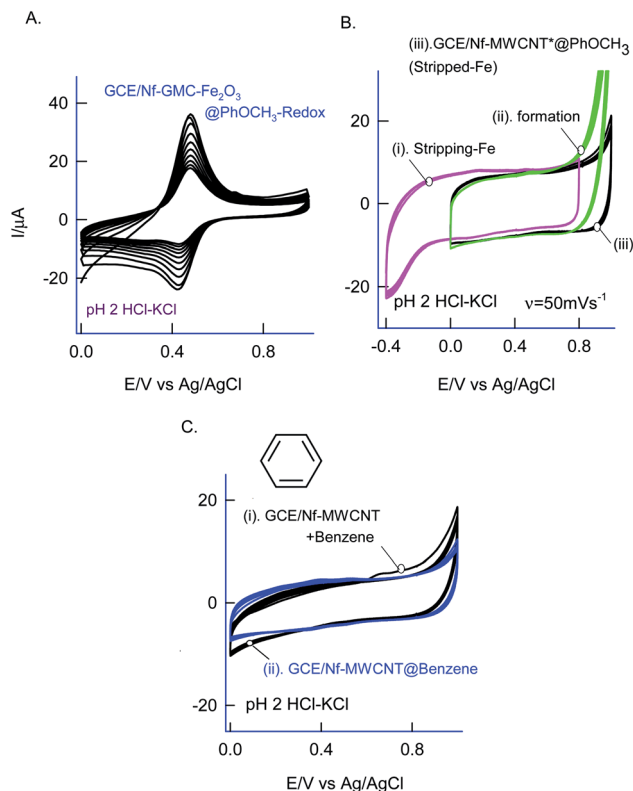 A.
GCE/Nf-GMC-Fe₂O₃
@PhOCH₃-Redox
40
20
0
-20
I/µA
pH 2 HCl-KCl
0.0 0.4 0.8
E/V vs Ag/AgCl
B.
(iii).GCE/Nf-MWCNT*@PhOCH₃
(Stripped-Fe)
(ii). formation
(i). Stripping-Fe
20
0
-20
(iii)
pH 2 HCl-KCl ν=50mVs⁻¹
-0.4 0.0 0.4 0.8
E/V vs Ag/AgCl
C.
(i). GCE/Nf-MWCNT
+Benzene
20
0
-20
(ii). GCE/Nf-MWCNT@Benzene
pH 2 HCl-KCl
0.0 0.4 0.8
E/V vs Ag/AgCl